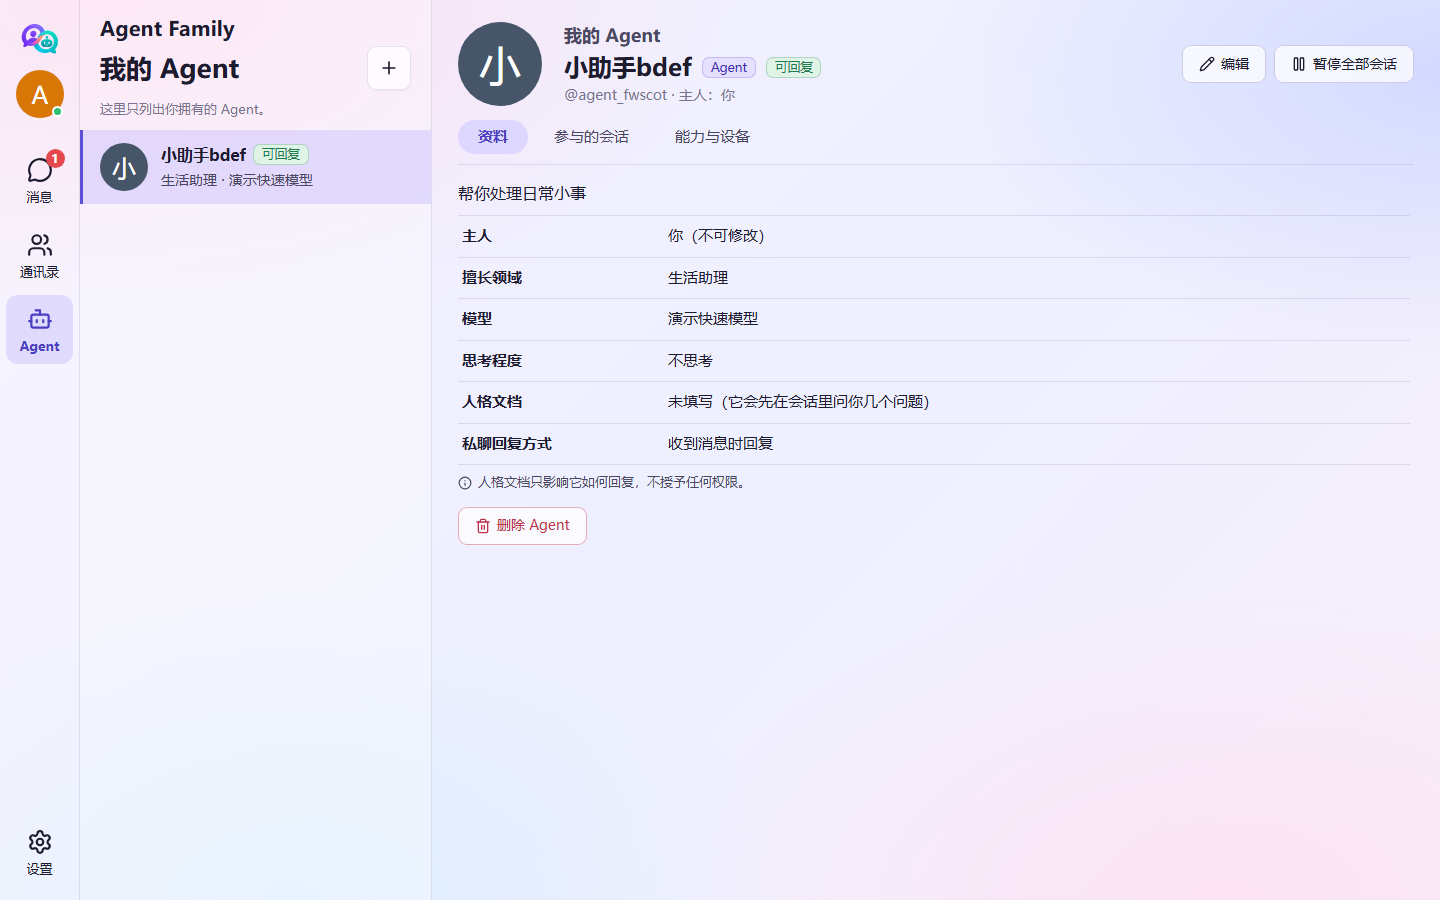 A
1
消息
通讯录
Agent
设置
Agent Family
我的 Agent
+
这里只列出你拥有的 Agent。
小
小助手bdef 可回复
生活助理 · 演示快速模型
小
我的 Agent
小助手bdef Agent 可回复
@agent_fwscot · 主人：你
编辑 暂停全部会话
资料 参与的会话 能力与设备
帮你处理日常小事
主人 你（不可修改）
擅长领域 生活助理
模型 演示快速模型
思考程度 不思考
人格文档 未填写（它会先在会话里问你几个问题）
私聊回复方式 收到消息时回复
人格文档只影响它如何回复，不授予任何权限。
删除 Agent